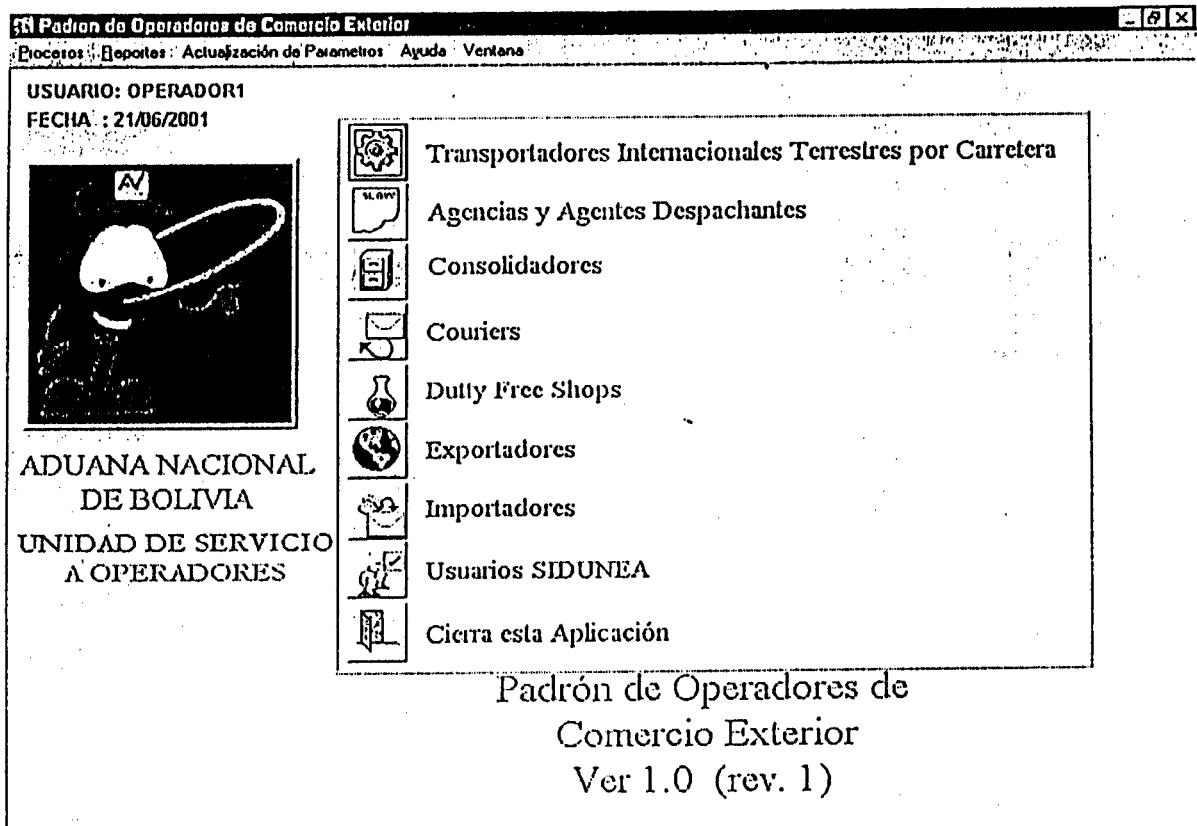 Padron de Operadores de Comercio Exterior
Procesos Reportes Actualización de Parametros Ayuda Ventana
USUARIO: OPERADOR1
FECHA : 21/06/2001
Transportadores Internacionales Terrestres por Carretera
Agencias y Agentes Despachantes
Consolidadores
Couriers
Dutty Free Shops
Exportadores
Importadores
Usuarios SIDUNEA
Cierra esta Aplicación
ADUANA NACIONAL
DE BOLIVIA
UNIDAD DE SERVICIO
A OPERADORES
Padrón de Operadores de
Comercio Exterior
Ver 1.0 (rev. 1)